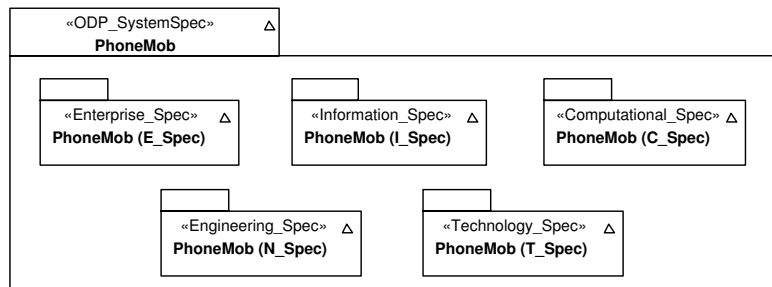 «ODP_SystemSpec»
PhoneMob
«Enterprise_Spec»
PhoneMob (E_Spec)
«Information_Spec»
PhoneMob (I_Spec)
«Computational_Spec»
PhoneMob (C_Spec)
«Engineering_Spec»
PhoneMob (N_Spec)
«Technology_Spec»
PhoneMob (T_Spec)